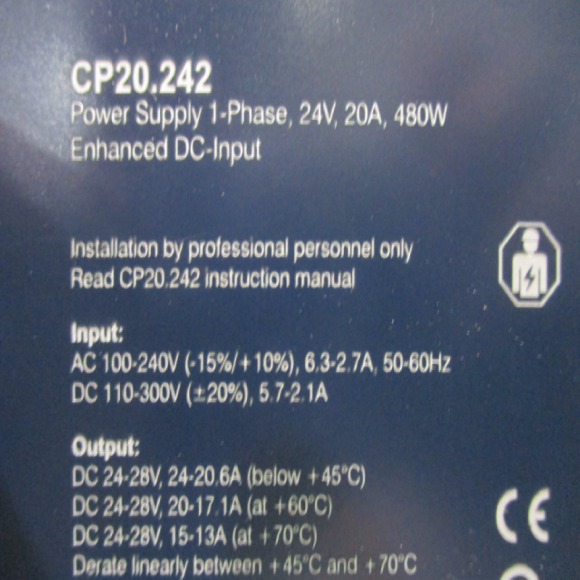 CP20.242
Power Supply 1-Phase, 24V, 20A, 480W
Enhanced DC-Input
Installation by professional personnel only
Read CP20.242 instruction manual
Input:
AC 100-240V (-15%/+10%), 6.3-2.7A, 50-60Hz
DC 110-300V (±20%), 5.7-2.1A
Output:
DC 24-28V, 24-20.6A (below +45°C)
DC 24-28V, 20-17.1A (at +60°C)
DC 24-28V, 15-13A (at +70°C)
CE
Derate linearly between +45°C and +70°C